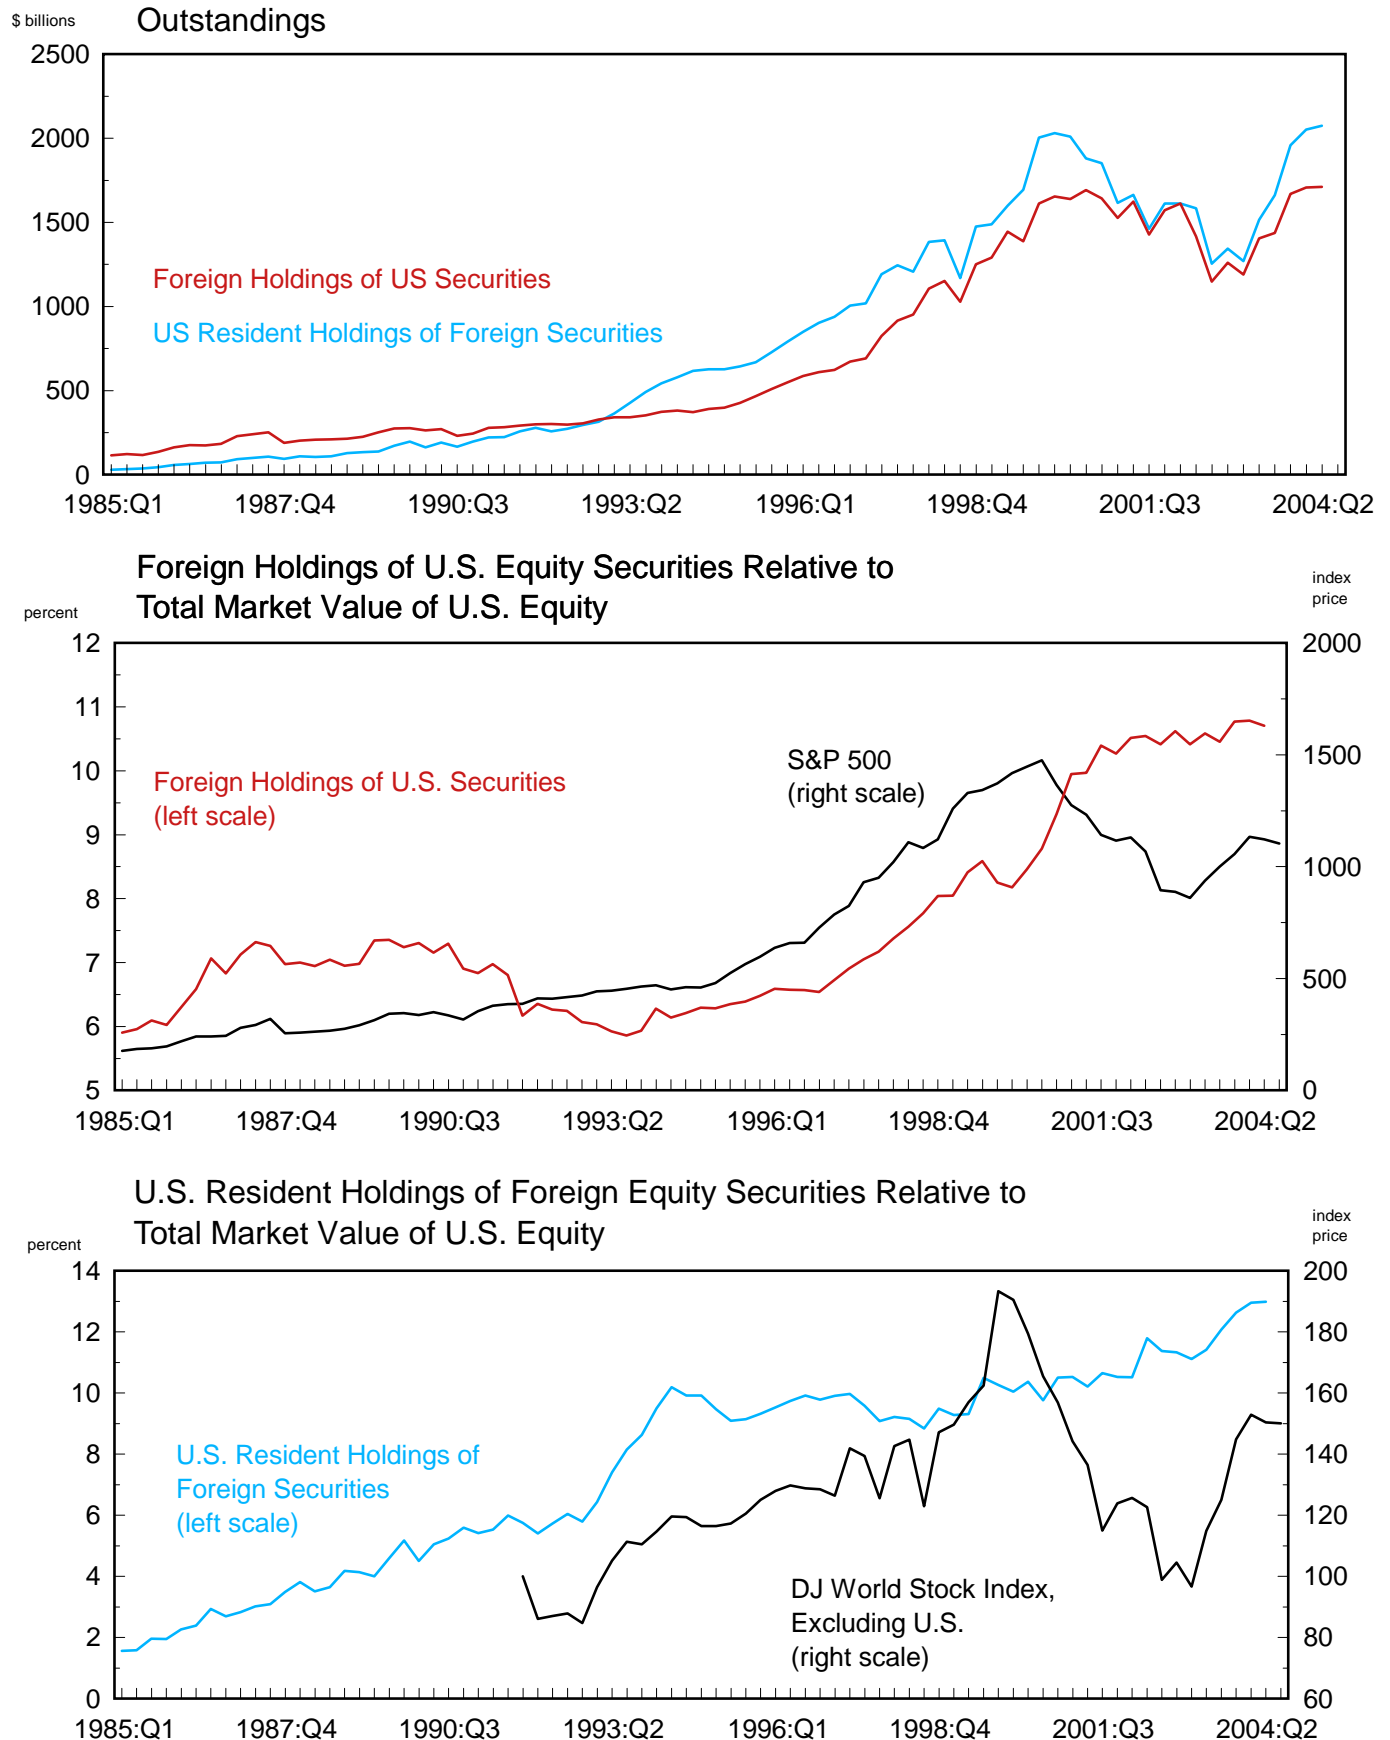 $ billions
Outstandings
2500
2000
1500
1000
500
0
Foreign Holdings of US Securities
US Resident Holdings of Foreign Securities
1985:Q1 1987:Q4 1990:Q3 1993:Q2 1996:Q1 1998:Q4 2001:Q3 2004:Q2
Foreign Holdings of U.S. Equity Securities Relative to
Total Market Value of U.S. Equity
percent
index
price
12
11
10
9
8
7
6
5
2000
1500
1000
500
0
Foreign Holdings of U.S. Securities
(left scale)
S&P 500
(right scale)
1985:Q1 1987:Q4 1990:Q3 1993:Q2 1996:Q1 1998:Q4 2001:Q3 2004:Q2
U.S. Resident Holdings of Foreign Equity Securities Relative to
Total Market Value of U.S. Equity
percent
index
price
14
12
10
8
6
4
2
0
200
180
160
140
120
100
80
60
U.S. Resident Holdings of
Foreign Securities
(left scale)
DJ World Stock Index,
Excluding U.S.
(right scale)
1985:Q1 1987:Q4 1990:Q3 1993:Q2 1996:Q1 1998:Q4 2001:Q3 2004:Q2